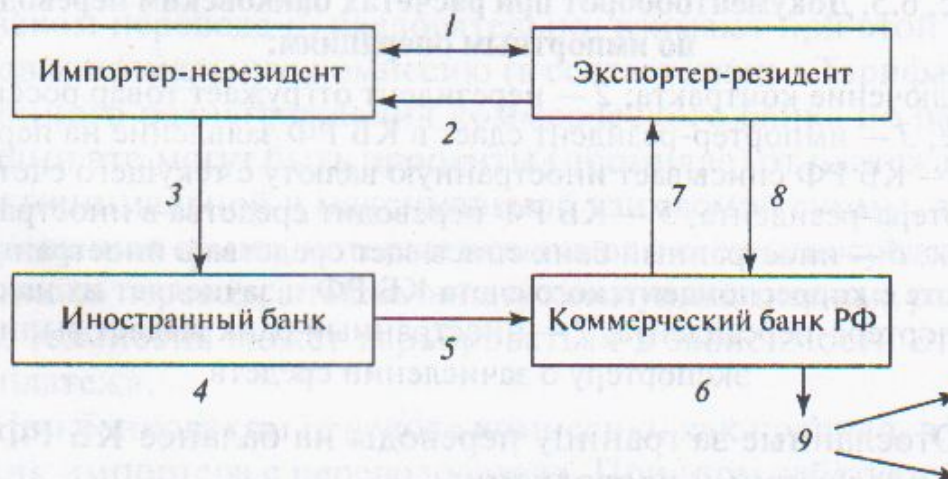 1
Импортер-нерезидент
Экспортер-резидент
2
3
7
8
Иностранный банк
Коммерческий банк РФ
5
4
6
9